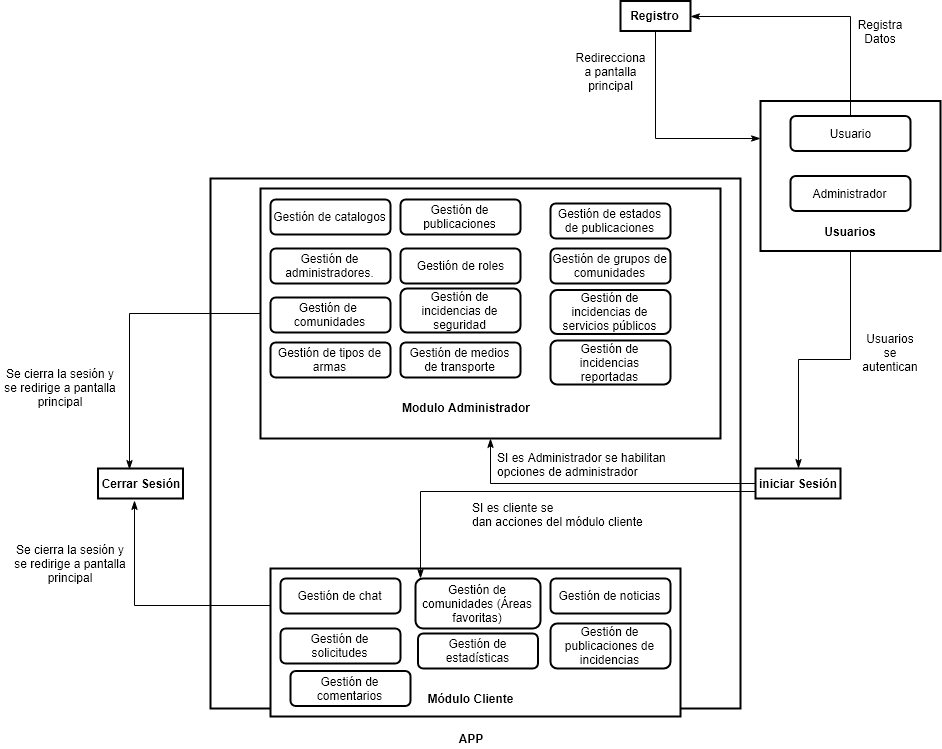 Registro
Registra
Datos
Redirecciona
a pantalla
principal
Usuario
Administrador
Usuarios
Gestión de catalogos
Gestión de
publicaciones
Gestión de estados
de publicaciones
Gestión de
administradores.
Gestión de roles
Gestión de grupos de
comunidades
Gestión de
comunidades
Gestión de
incidencias de
seguridad
Gestión de
incidencias de
servicios públicos
Gestión de tipos de
armas
Gestión de medios
de transporte
Gestión de
incidencias
reportadas
Modulo Administrador
Usuarios
se
autentican
Se cierra la sesión y
se redirige a pantalla
principal
Cerrar Sesión
SI es Administrador se habilitan
opciones de administrador
iniciar Sesión
SI es cliente se
dan acciones del módulo cliente
Se cierra la sesión y
se redirige a pantalla
principal
Gestión de chat
Gestión de
comunidades (Áreas
favoritas)
Gestión de noticias
Gestión de
solicitudes
Gestión de
estadísticas
Gestión de
publicaciones de
incidencias
Gestión de
comentarios
Módulo Cliente
APP